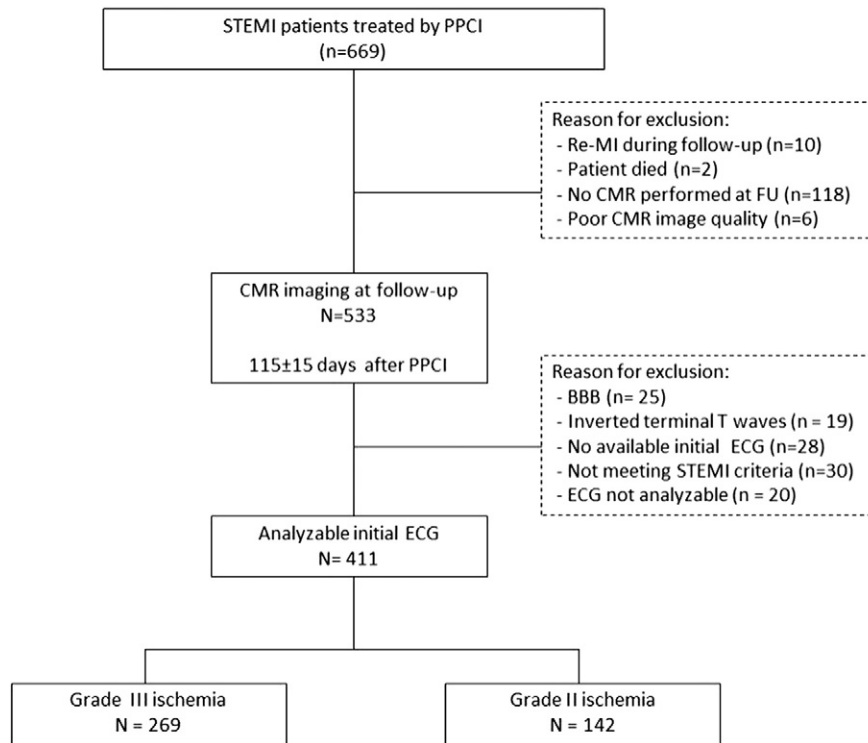 STEMI patients treated by PPCI
(n=669)
Reason for exclusion:
- Re-MI during follow-up (n=10)
- Patient died (n=2)
- No CMR performed at FU (n=118)
- Poor CMR image quality (n=6)
CMR imaging at follow-up
N=533
115±15 days after PPCI
Reason for exclusion:
- BBB (n= 25)
- Inverted terminal T waves (n = 19)
- No available initial ECG (n=28)
- Not meeting STEMI criteria (n=30)
- ECG not analyzable (n = 20)
Analyzable initial ECG
N= 411
Grade III ischemia
N = 269
Grade II ischemia
N = 142